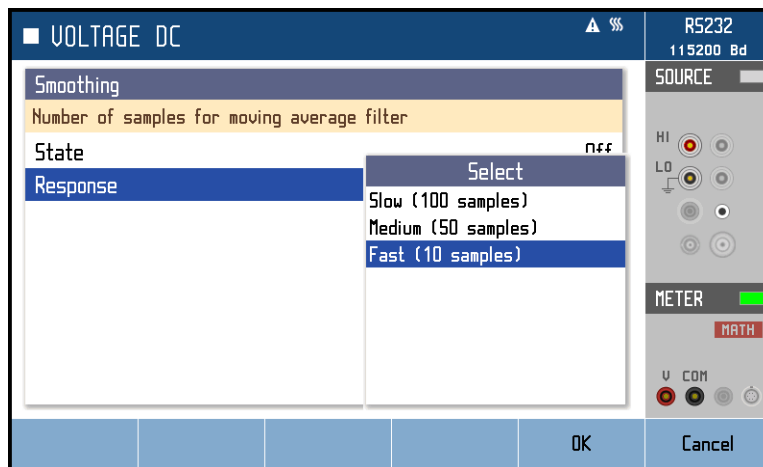 VOLTAGE DC
RS232
115200 Bd
Smoothing
Number of samples for moving average filter
State Off
Response
Select
Slow (100 samples)
Medium (50 samples)
Fast (10 samples)
SOURCE
HI
LO
METER
MATH
V COM
OK
Cancel